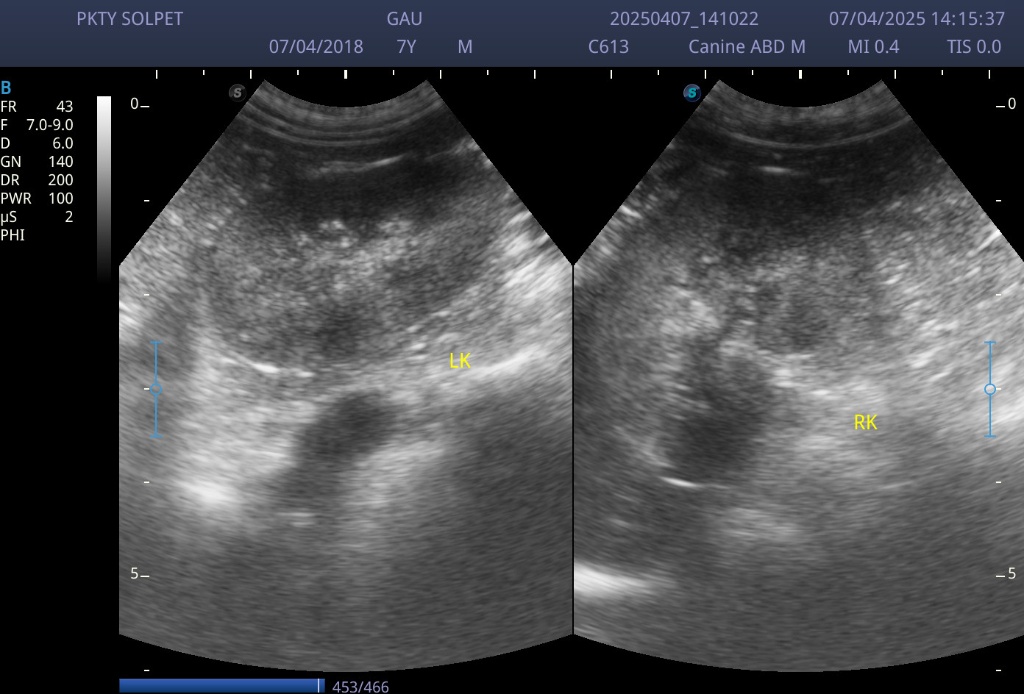 PKTY SOLPET GAU 20250407_141022 07/04/2025 14:15:37
07/04/2018 7Y M C613 Canine ABD M MI 0.4 TIS 0.0
B
FR 43
F 7.0-9.0
D 6.0
GN 140
DR 200
PWR 100
µS 2
PHI
S
S
0
0
LK
RK
5
5
453/466